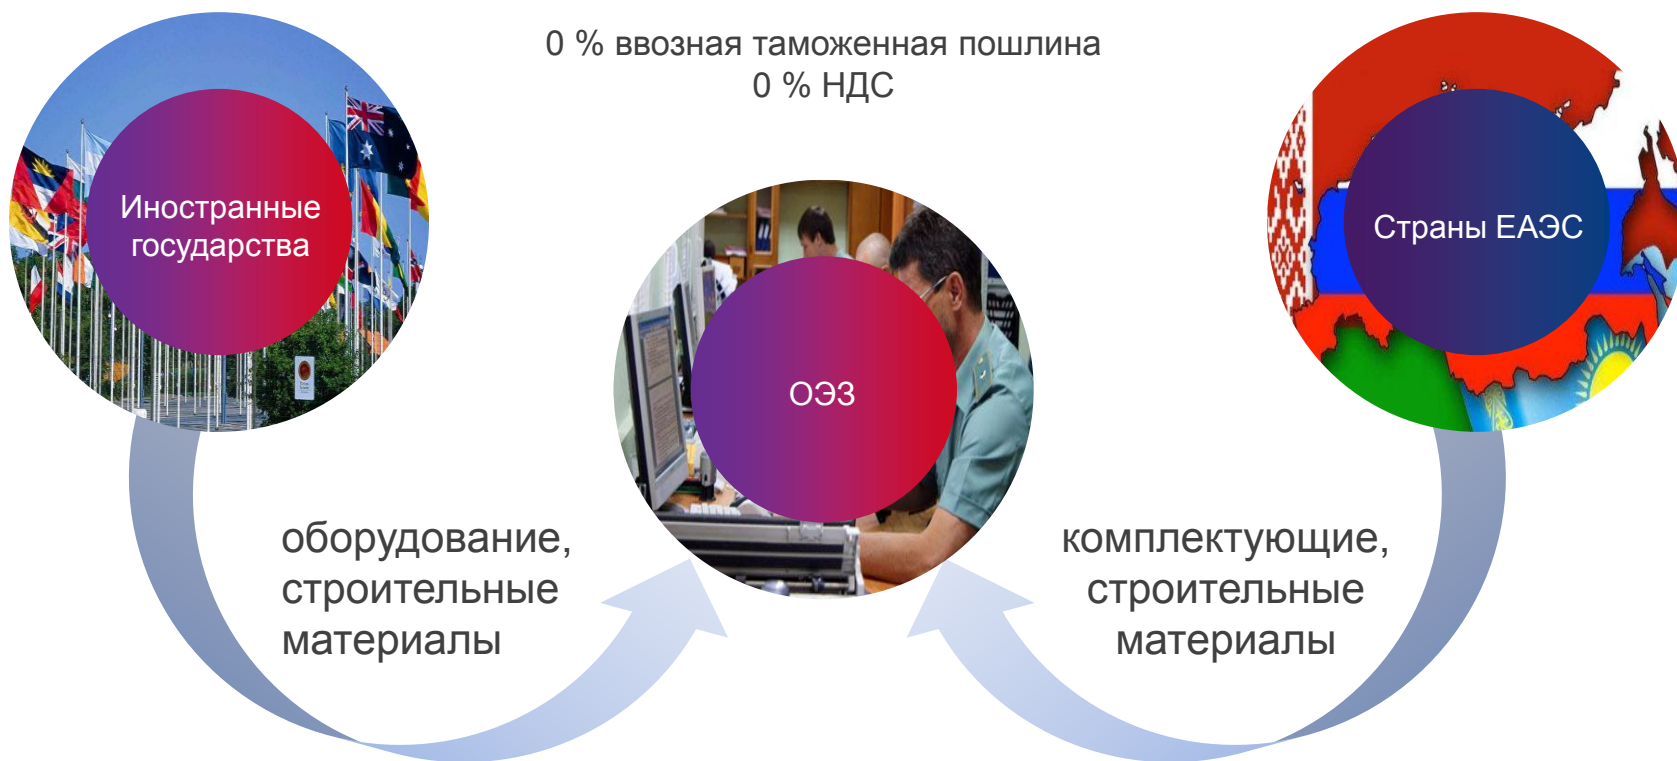 0 % ввозная таможенная пошлина
0 % НДС
Иностранные
государства
ОЭЗ
Страны ЕАЭС
оборудование,
строительные
материалы
комплектующие,
строительные
материалы